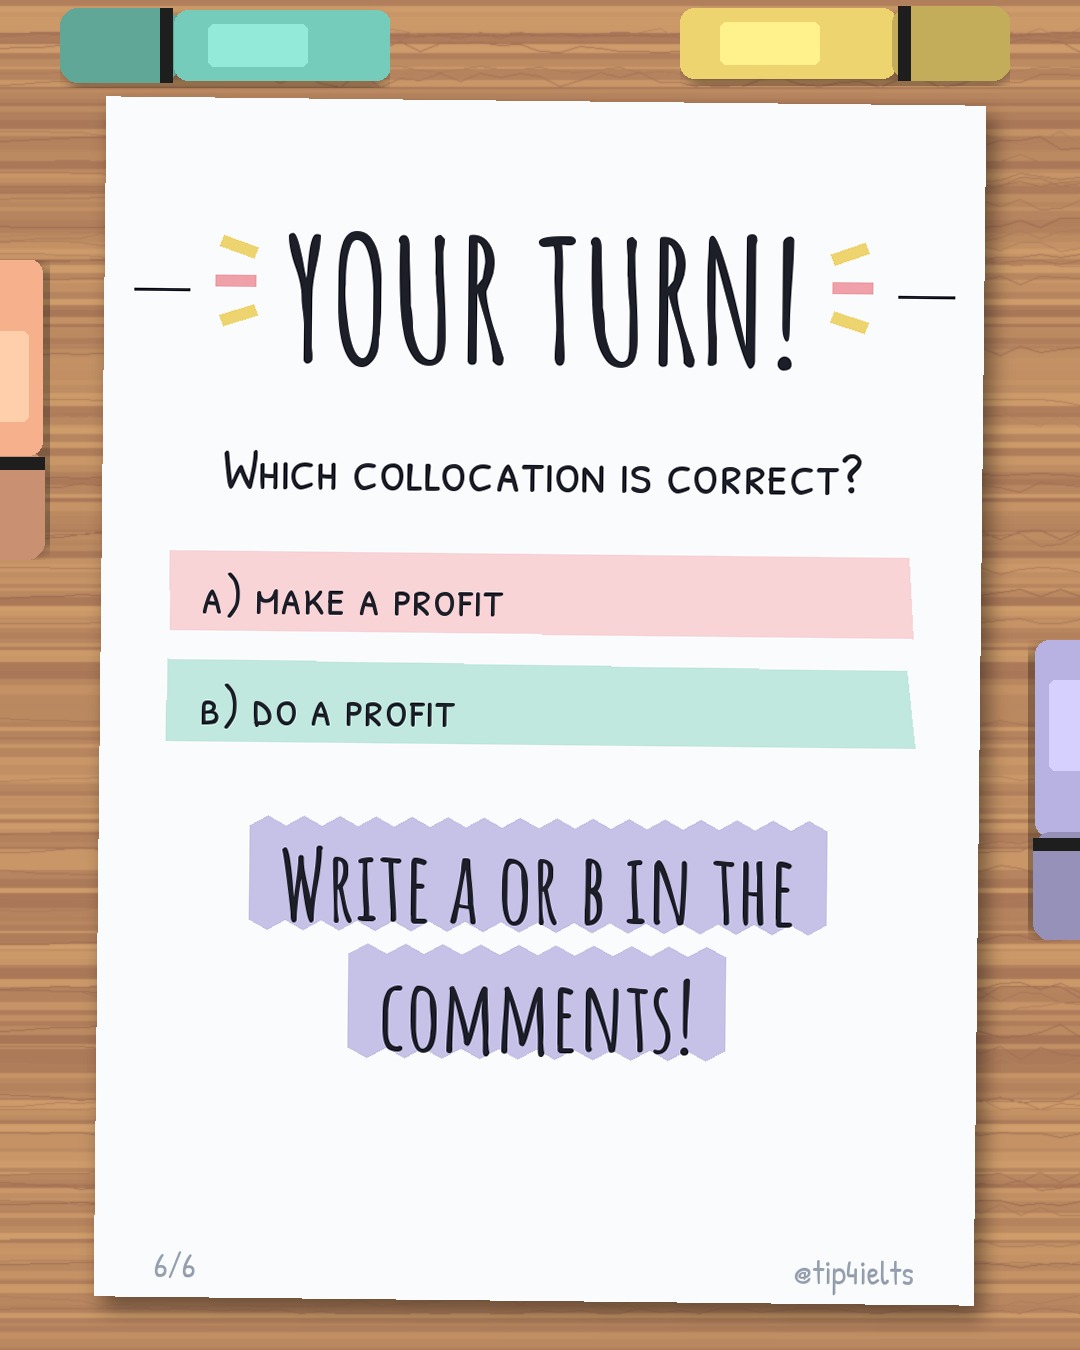 YOUR TURN!
WHICH COLLOCATION IS CORRECT?
A) MAKE A PROFIT
B) DO A PROFIT
WRITE A OR B IN THE
COMMENTS!
6/6
@tip4ielts